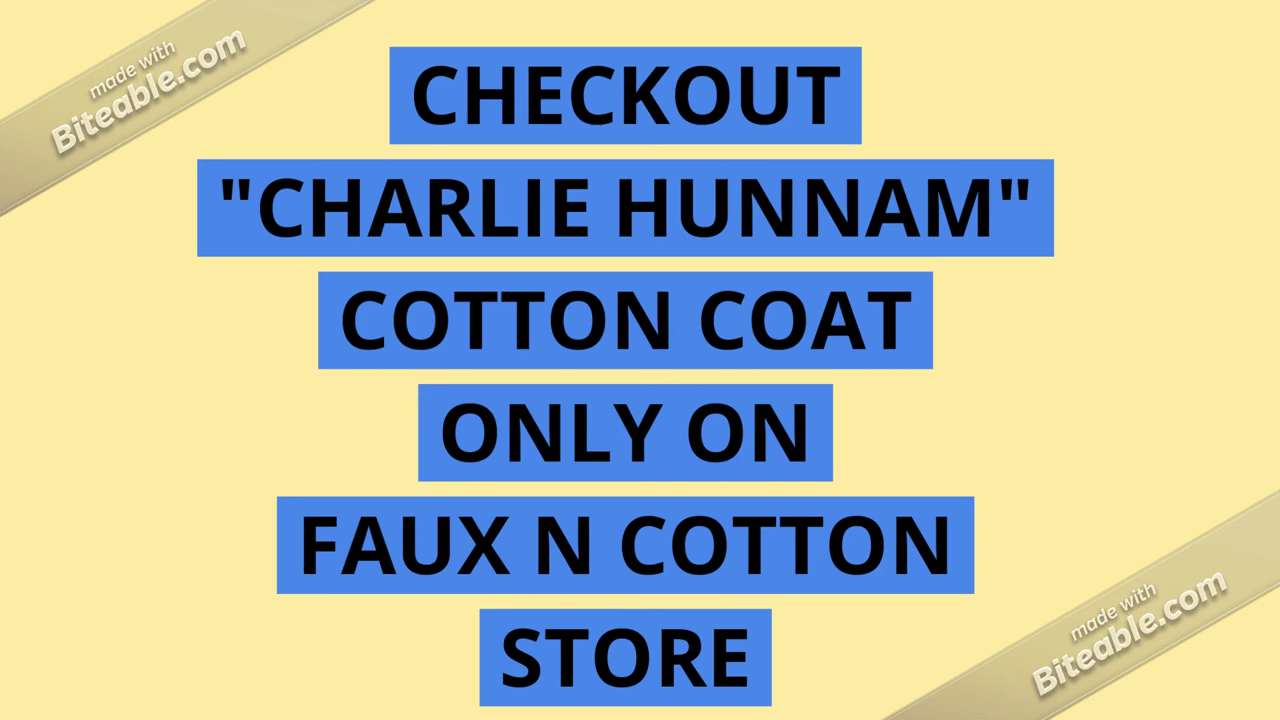 made with
Biteable.com
CHECKOUT
"CHARLIE HUNNAM"
COTTON COAT
ONLY ON
FAUX N COTTON
STORE
made with
Biteable.com